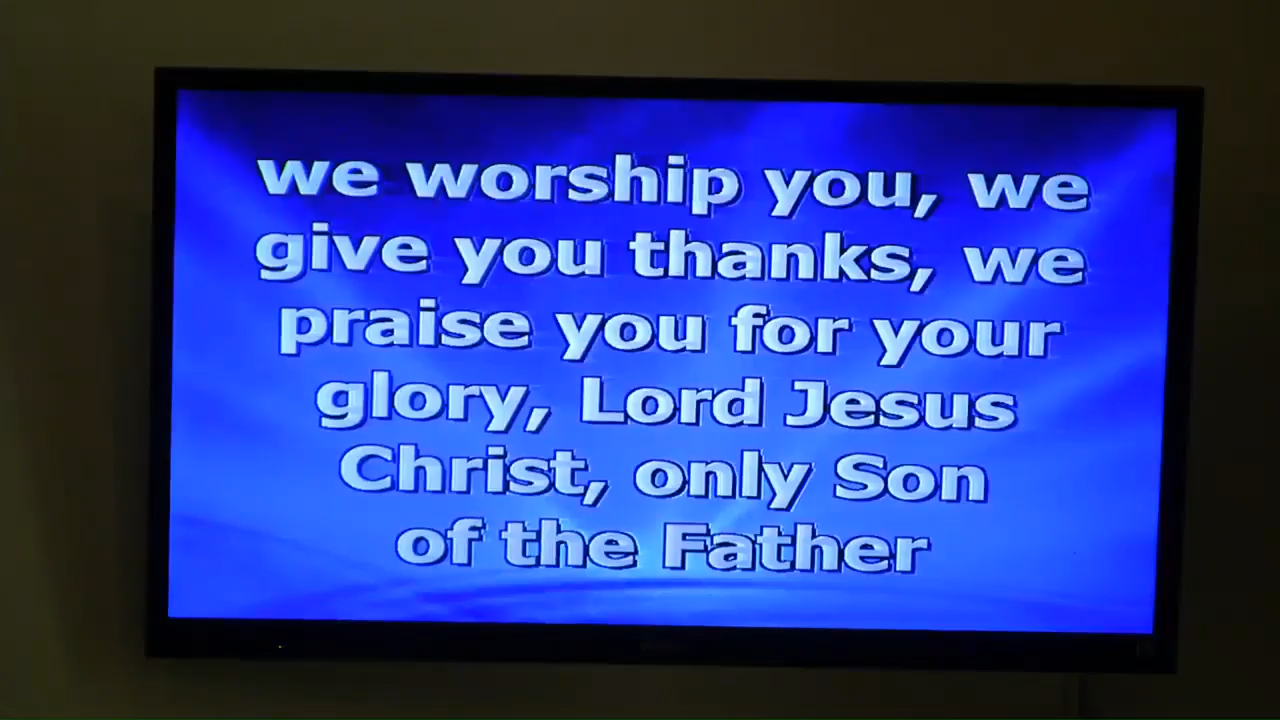 we worship you, we
give you thanks, we
praise you for your
glory, Lord Jesus
Christ, only Son
of the Father